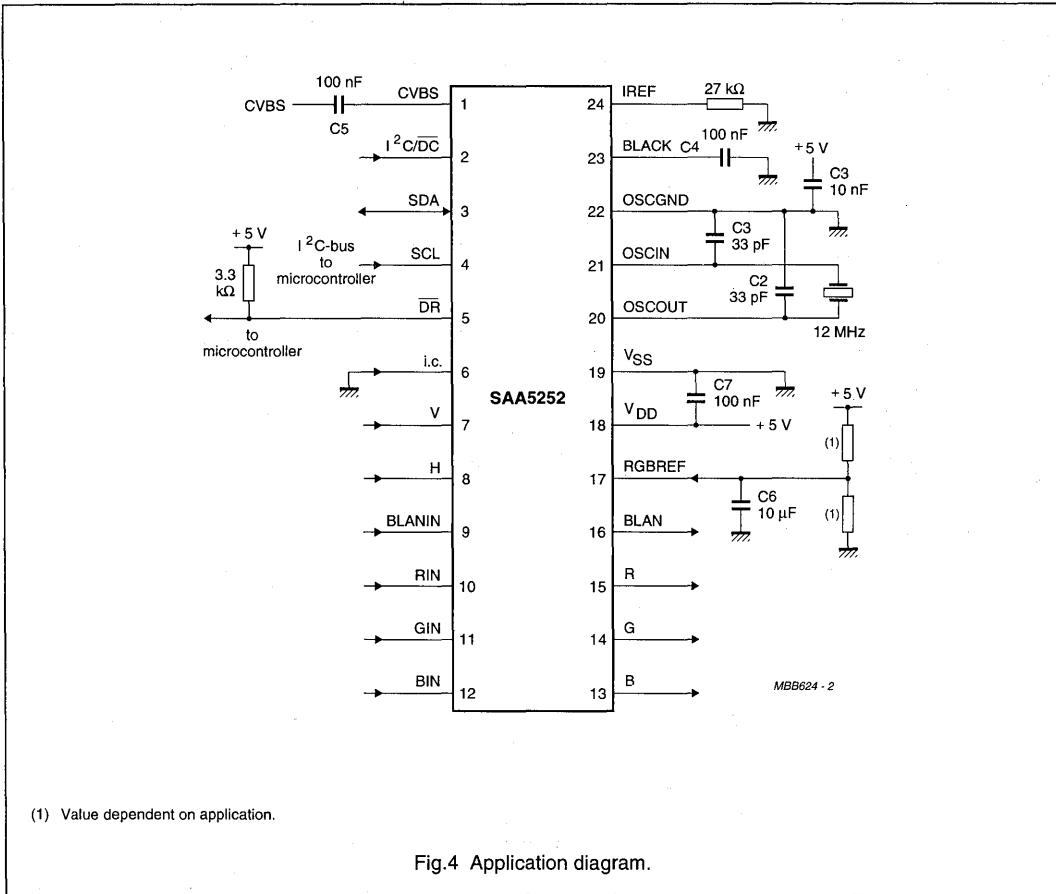 100 nF
CVBS
C5
CVBS
1
I²C/DC
2
SDA
3
+ 5 V
3.3
kΩ
I²C-bus
to
microcontroller
SCL
4
DR
5
to
microcontroller
i.c.
6
V
7
H
8
BLANIN
9
RIN
10
GIN
11
BIN
12
SAA5252
24
IREF
27 kΩ
23
BLACK
C4
100 nF
+ 5 V
C3
10 nF
22
OSCGND
C3
33 pF
21
OSCIN
C2
33 pF
20
OSCOUT
12 MHz
19
VSS
C7
100 nF
18
VDD
+ 5 V
+ 5 V
(1)
17
RGBREF
C6
10 µF
(1)
16
BLAN
15
R
14
G
13
B
MBB624 - 2
(1) Value dependent on application.
Fig.4 Application diagram.